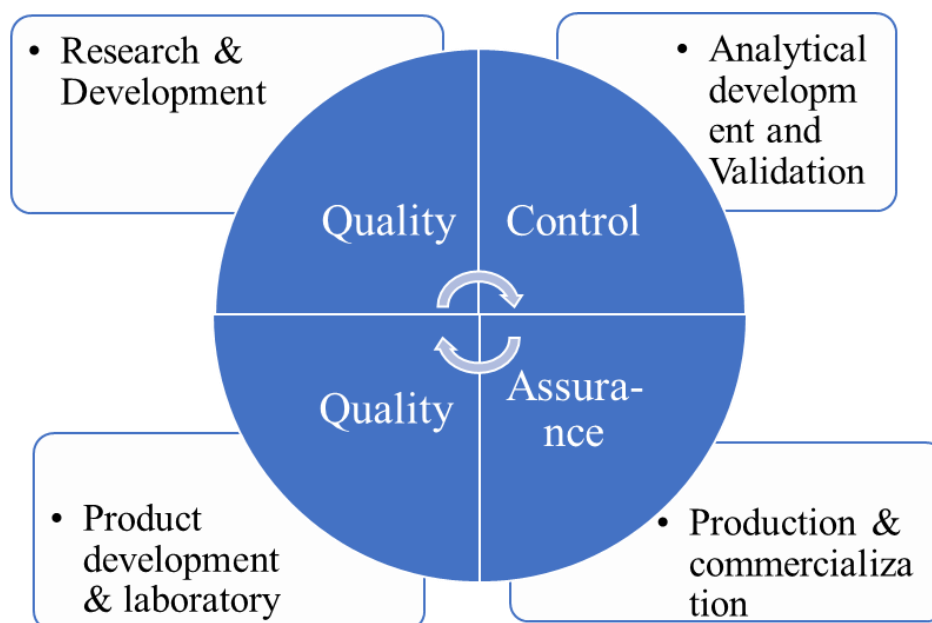 • Research &
Development
• Analytical
developm
ent and
Validation
Quality
Control
Quality
Assura-
nce
• Product
development
& laboratory
• Production &
commercializa
tion